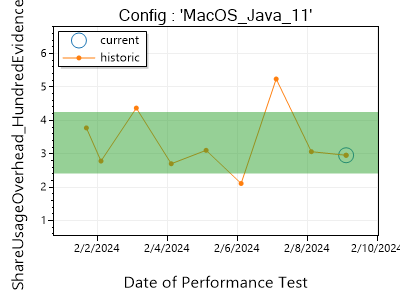 Config : 'MacOS_Java_11'
current
historic
ShareUsageOverhead_HundredEvidence
6
5
4
3
2
1
2/2/2024
2/4/2024
2/6/2024
2/8/2024
2/10/2024
Date of Performance Test